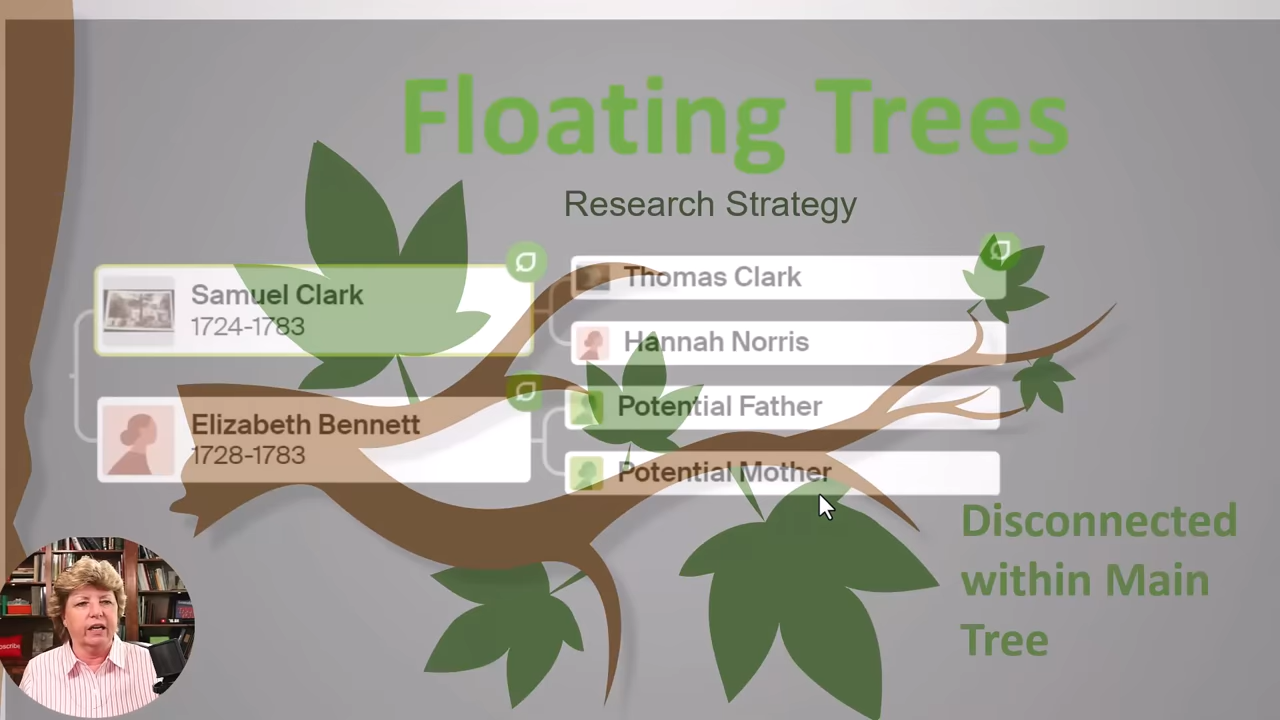 Floating Trees
Research Strategy
Samuel Clark
1724-1783
Thomas Clark
Hannah Norris
Elizabeth Bennett
1728-1783
Potential Father
Potential Mother
Disconnected
within Main
Tree